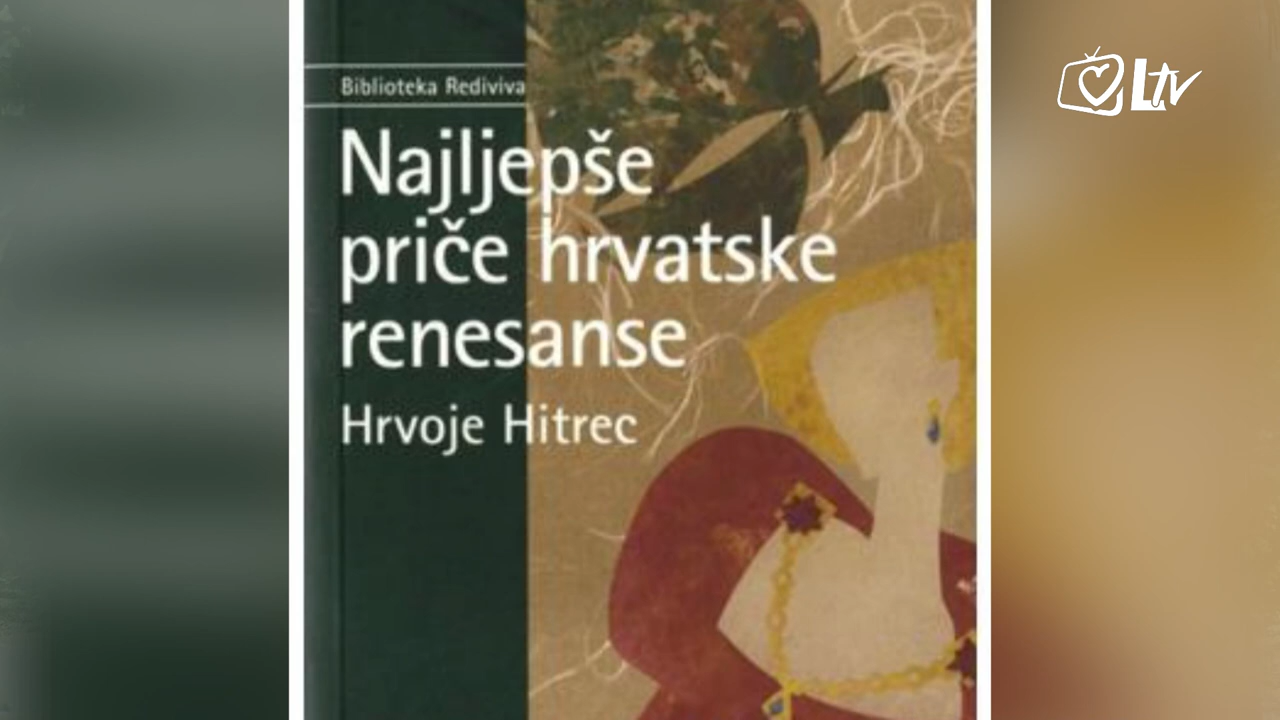 Biblioteka Rediviva
Najljepše
priče hrvatske
renesanse
Hrvoje Hitrec
LTV